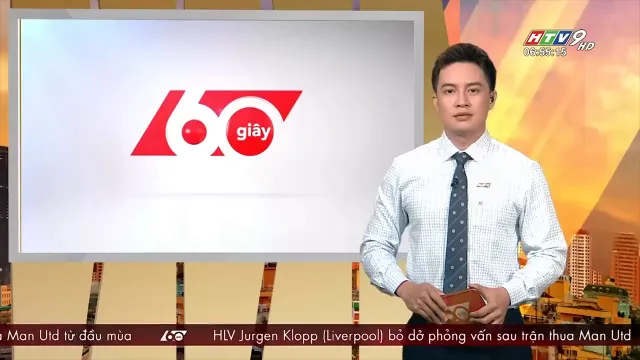 HTV9 HD
06:55:15
60 giây
Man Utd từ đầu mùa 60 HLV Jurgen Klopp (Liverpool) bỏ dở phỏng vấn sau trận thua Man Utd